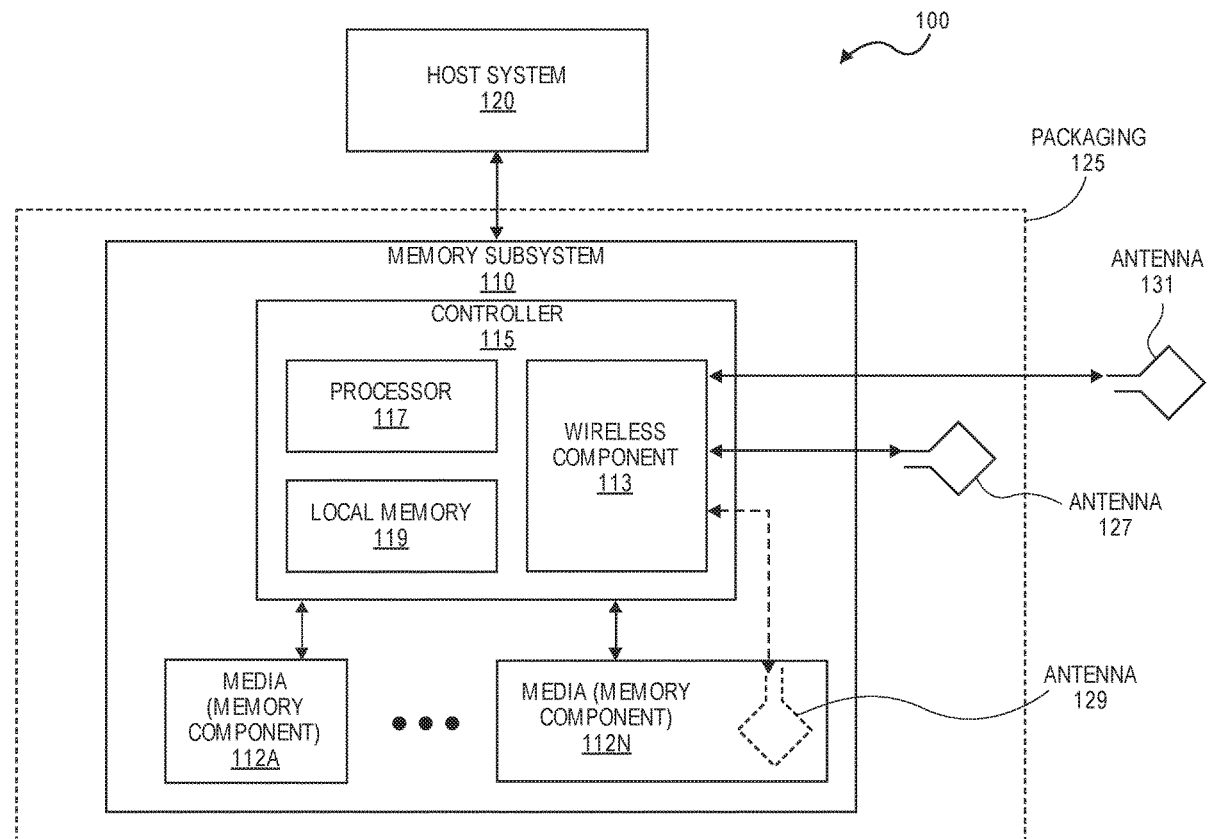 100
HOST SYSTEM
120
PACKAGING
125
MEMORY SUBSYSTEM
110
ANTENNA
131
CONTROLLER
115
PROCESSOR
117
WIRELESS
COMPONENT
113
LOCAL MEMORY
119
ANTENNA
127
MEDIA
(MEMORY
COMPONENT)
112A
MEDIA (MEMORY
COMPONENT)
112N
ANTENNA
129